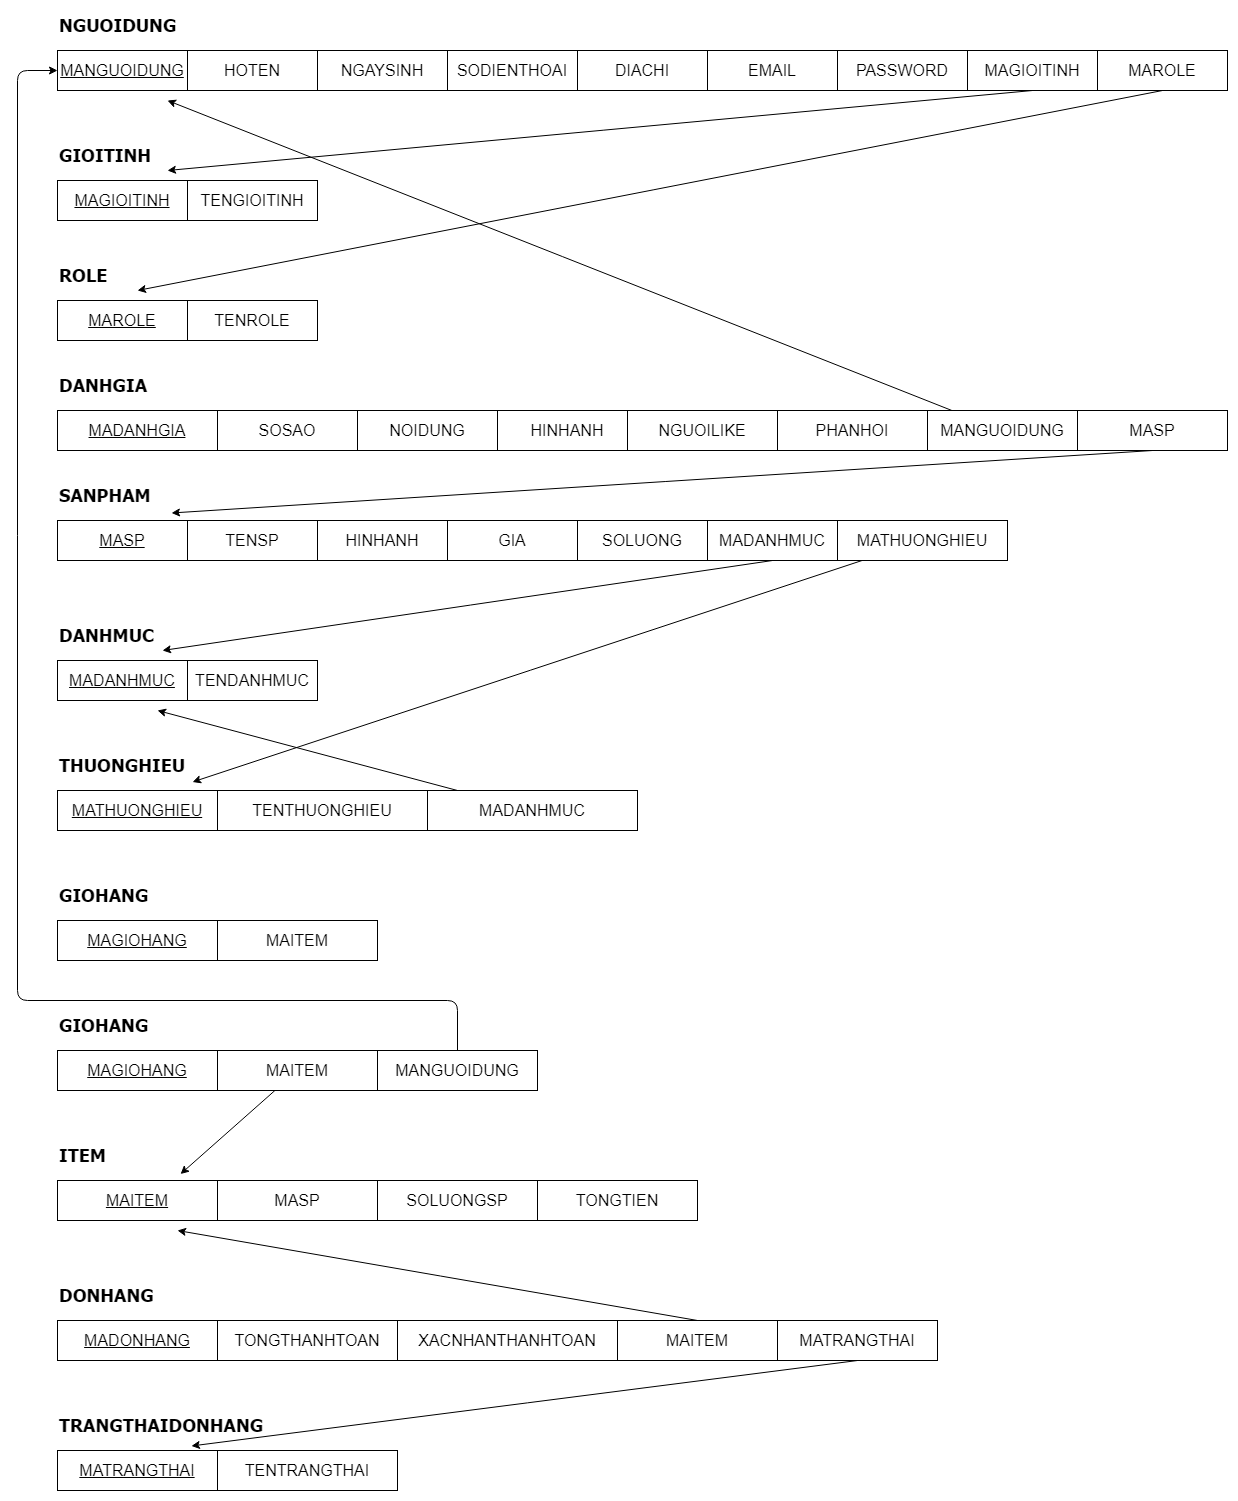 NGUOIDUNG
MANGUOIDUNG HOTEN NGAYSINH SODIENTHOAI DIACHI EMAIL PASSWORD MAGIOITINH MAROLE
GIOITINH
MAGIOITINH TENGIOITINH
ROLE
MAROLE TENROLE
DANHGIA
MADANHGIA SOSAO NOIDUNG HINHANH NGUOILIKE PHANHOI MANGUOIDUNG MASP
SANPHAM
MASP TENSP HINHANH GIA SOLUONG MADANHMUC MATHUONGHIEU
DANHMUC
MADANHMUC TENDANHMUC
THUONGHIEU
MATHUONGHIEU TENTHUONGHIEU MADANHMUC
GIOHANG
MAGIOHANG MAITEM
GIOHANG
MAGIOHANG MAITEM MANGUOIDUNG
ITEM
MAITEM MASP SOLUONGSP TONGTIEN
DONHANG
MADONHANG TONGTHANHTOAN XACNHANTHANHTOAN MAITEM MATRANGTHAI
TRANGTHAIDONHANG
MATRANGTHAI TENTRANGTHAI